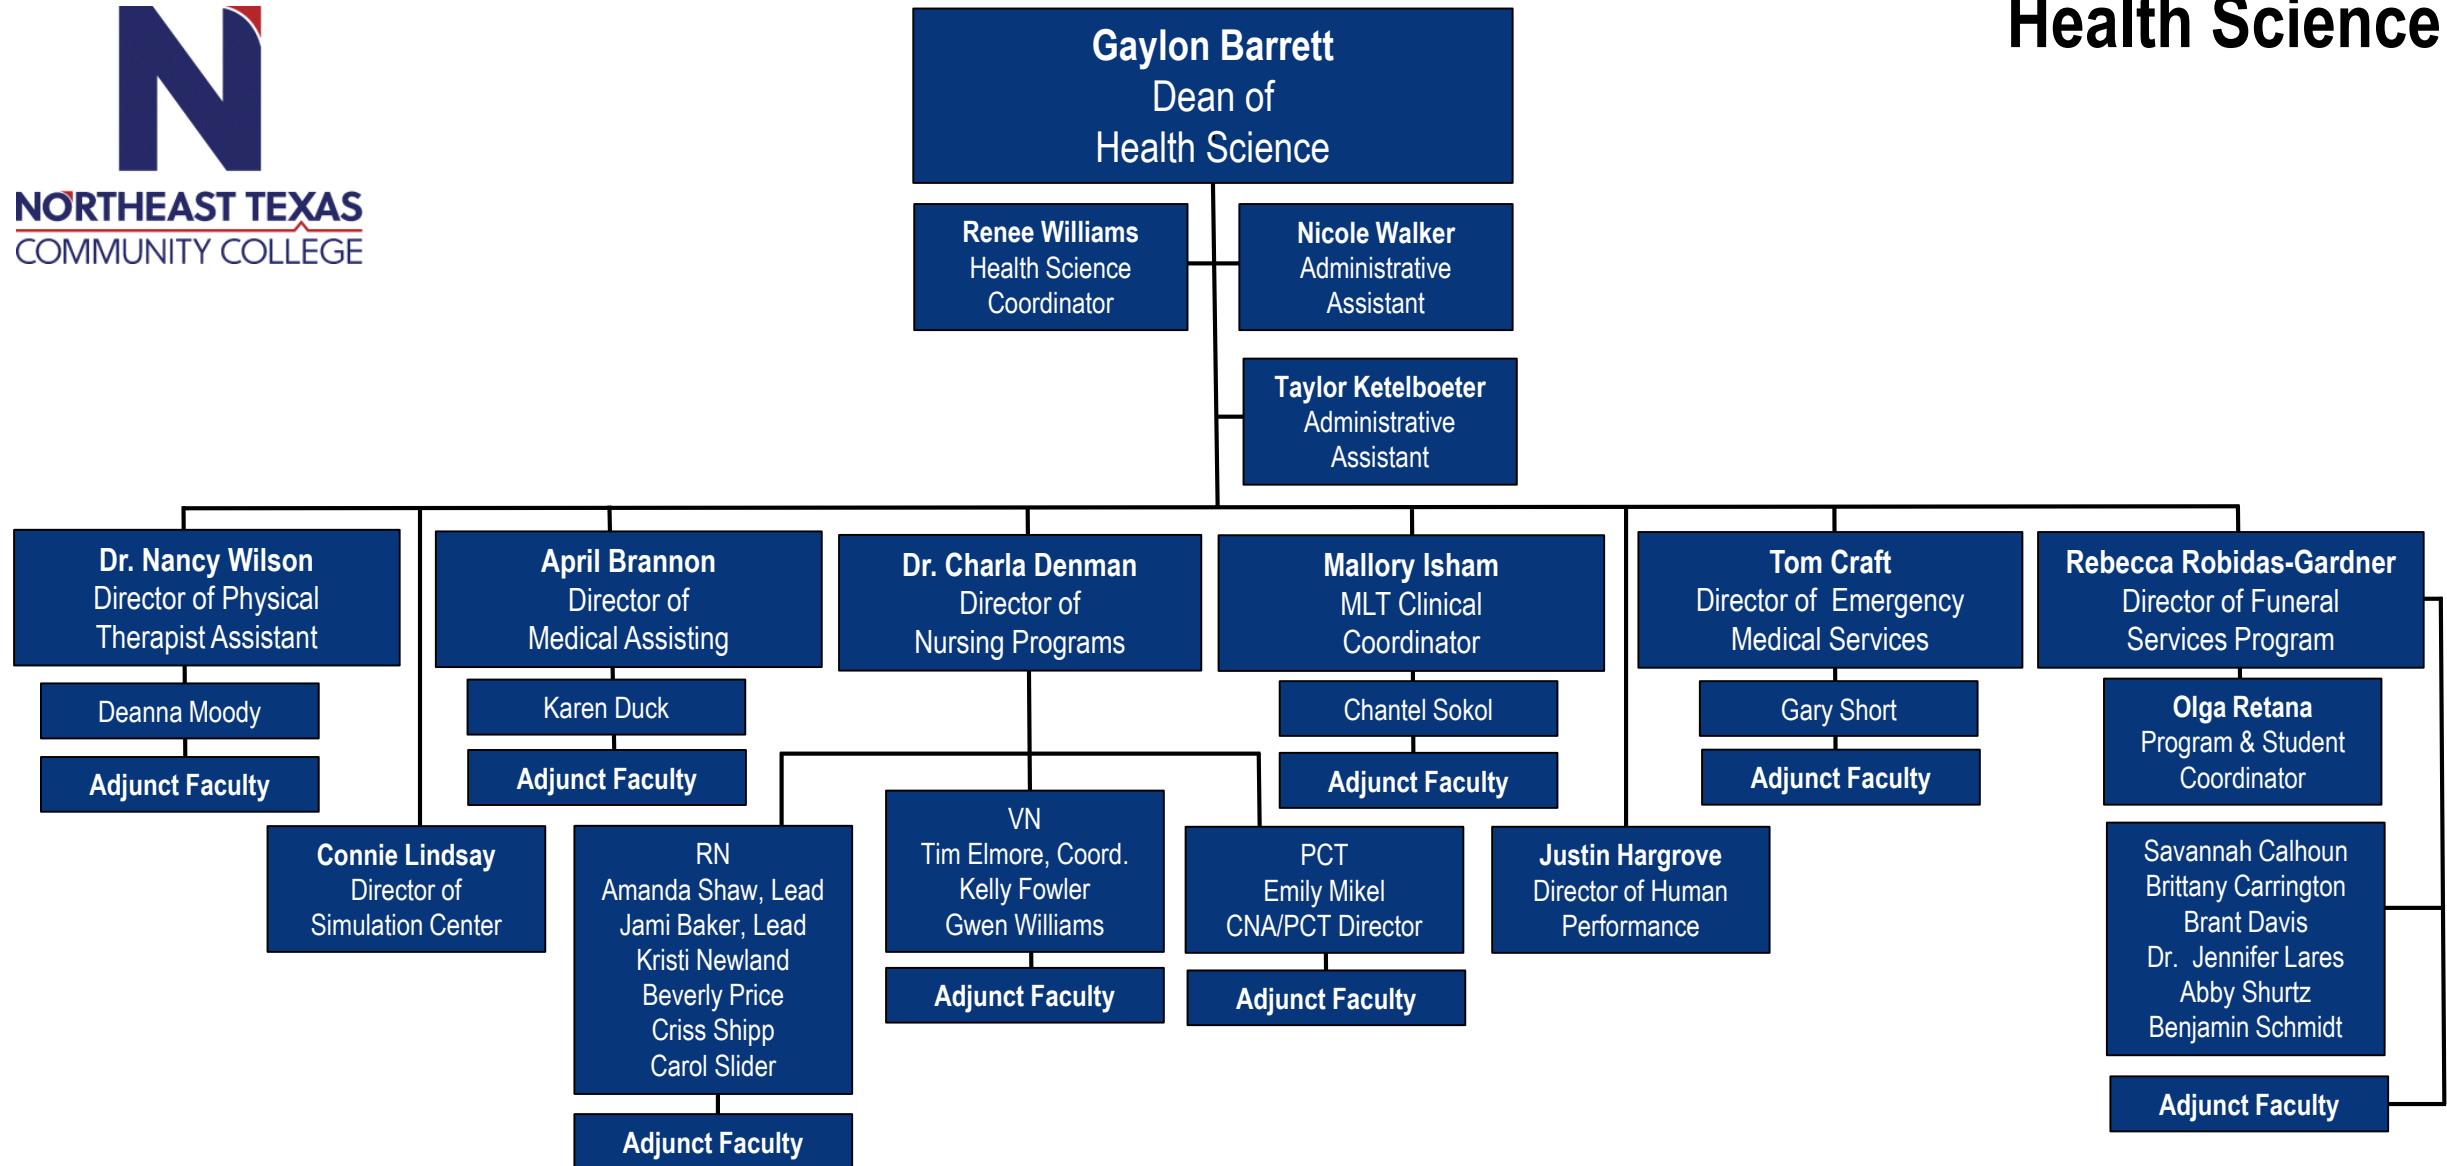 Health Science
NORTHEAST TEXAS
COMMUNITY COLLEGE
Gaylon Barrett
Dean of
Health Science
Renee Williams
Health Science
Coordinator
Nicole Walker
Administrative
Assistant
Taylor Ketelboeter
Administrative
Assistant
Dr. Nancy Wilson
Director of Physical
Therapist Assistant
Deanna Moody
Adjunct Faculty
Connie Lindsay
Director of
Simulation Center
April Brannon
Director of
Medical Assisting
Karen Duck
Adjunct Faculty
Dr. Charla Denman
Director of
Nursing Programs
RN
Amanda Shaw, Lead
Jami Baker, Lead
Kristi Newland
Beverly Price
Criss Shipp
Carol Slider
Adjunct Faculty
VN
Tim Elmore, Coord.
Kelly Fowler
Gwen Williams
Adjunct Faculty
PCT
Emily Mikel
CNA/PCT Director
Adjunct Faculty
Mallory Isham
MLT Clinical
Coordinator
Chantel Sokol
Adjunct Faculty
Justin Hargrove
Director of Human
Performance
Tom Craft
Director of  Emergency
Medical Services
Gary Short
Adjunct Faculty
Rebecca Robidas-Gardner
Director of Funeral
Services Program
Olga Retana
Program & Student
Coordinator
Savannah Calhoun
Brittany Carrington
Brant Davis
Dr.  Jennifer Lares
Abby Shurtz
Benjamin Schmidt
Adjunct Faculty